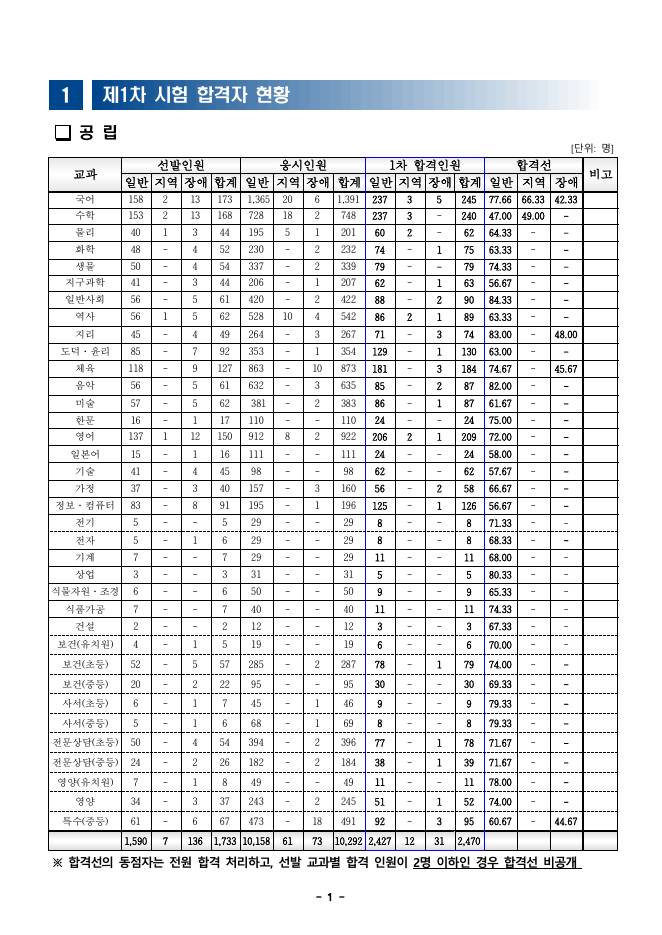 1 제1차 시험 합격자 현황
❏ 공 립
[단위: 명]
교과 선발인원 응시인원 1차 합격인원 합격선 비고
일반 지역 장애 합계 일반 지역 장애 합계 일반 지역 장애 합계 일반 지역 장애
국어 158 2 13 173 1,365 20 6 1,391 237 3 5 245 77.66 66.33 42.33
수학 153 2 13 168 728 18 2 748 237 3 - 240 47.00 49.00 -
물리 40 1 3 44 195 5 1 201 60 2 - 62 64.33 - -
화학 48 - 4 52 230 - 2 232 74 - 1 75 63.33 - -
생물 50 - 4 54 337 - 2 339 79 - - 79 74.33 - -
지구과학 41 - 3 44 206 - 1 207 62 - 1 63 56.67 - -
일반사회 56 - 5 61 420 - 2 422 88 - 2 90 84.33 - -
역사 56 1 5 62 528 10 4 542 86 2 1 89 63.33 - -
지리 45 - 4 49 264 - 3 267 71 - 3 74 83.00 - 48.00
도덕·윤리 85 - 7 92 353 - 1 354 129 - 1 130 63.00 - -
체육 118 - 9 127 863 - 10 873 181 - 3 184 74.67 - 45.67
음악 56 - 5 61 632 - 3 635 85 - 2 87 82.00 - -
미술 57 - 5 62 381 - 2 383 86 - 1 87 61.67 - -
한문 16 - 1 17 110 - - 110 24 - - 24 75.00 - -
영어 137 1 12 150 912 8 2 922 206 2 1 209 72.00 - -
일본어 15 - 1 16 111 - - 111 24 - - 24 58.00 - -
기술 41 - 4 45 98 - - 98 62 - - 62 57.67 - -
가정 37 - 3 40 157 - 3 160 56 - 2 58 66.67 - -
정보·컴퓨터 83 - 8 91 195 - 1 196 125 - 1 126 56.67 - -
전기 5 - - 5 29 - - 29 8 - - 8 71.33 - -
전자 5 - 1 6 29 - - 29 8 - - 8 68.33 - -
기계 7 - - 7 29 - - 29 11 - - 11 68.00 - -
상업 3 - - 3 31 - - 31 5 - - 5 80.33 - -
식물자원·조경 6 - - 6 50 - - 50 9 - - 9 65.33 - -
식품가공 7 - - 7 40 - - 40 11 - - 11 74.33 - -
건설 2 - - 2 12 - - 12 3 - - 3 67.33 - -
보건(유치원) 4 - 1 5 19 - - 19 6 - - 6 70.00 - -
보건(초등) 52 - 5 57 285 - 2 287 78 - 1 79 74.00 - -
보건(중등) 20 - 2 22 95 - - 95 30 - - 30 69.33 - -
사서(초등) 6 - 1 7 45 - 1 46 9 - - 9 79.33 - -
사서(중등) 5 - 1 6 68 - 1 69 8 - - 8 79.33 - -
전문상담(초등) 50 - 4 54 394 - 2 396 77 - 1 78 71.67 - -
전문상담(중등) 24 - 2 26 182 - 2 184 38 - 1 39 71.67 - -
영양(유치원) 7 - 1 8 49 - - 49 11 - - 11 78.00 - -
영양 34 - 3 37 243 - 2 245 51 - 1 52 74.00 - -
특수(중등) 61 - 6 67 473 - 18 491 92 - 3 95 60.67 - 44.67
1,590 7 136 1,733 10,158 61 73 10,292 2,427 12 31 2,470
※ 합격선의 동점자는 전원 합격 처리하고, 선발 교과별 합격 인원이 2명 이하인 경우 합격선 비공개
- 1 -